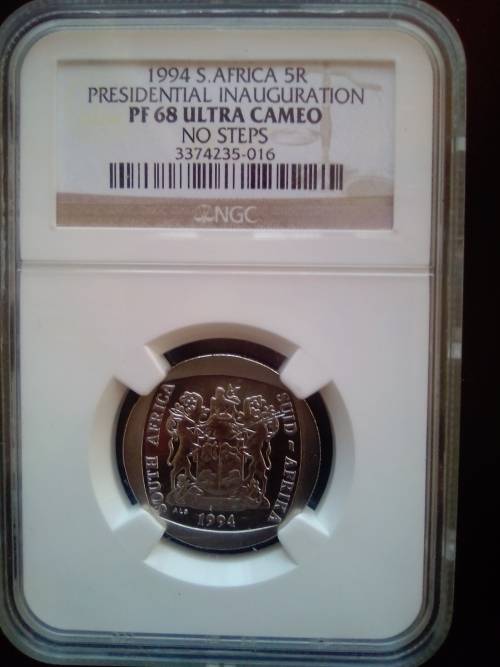 1994 S.AFRICA 5R
PRESIDENTIAL INAUGURATION
PF 68 ULTRA CAMEO
NO STEPS
3374235-016
NGC
SOUTH AFRICA
SUID - AFRIKA
ALS
1994